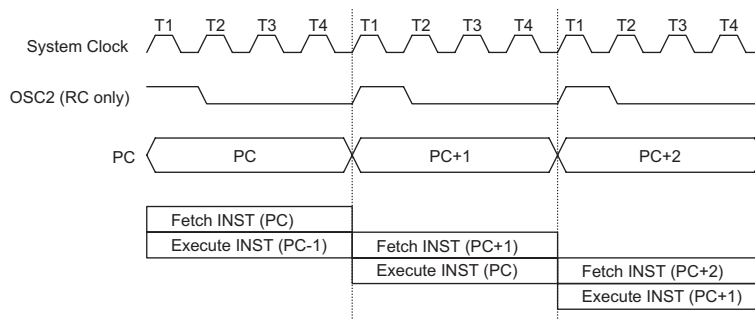 T1 T2 T3 T4 T1 T2 T3 T4 T1 T2 T3 T4
System Clock
OSC2 (RC only)
PC PC PC+1 PC+2
Fetch INST (PC)
Execute INST (PC-1) Fetch INST (PC+1)
Execute INST (PC) Fetch INST (PC+2)
Execute INST (PC+1)